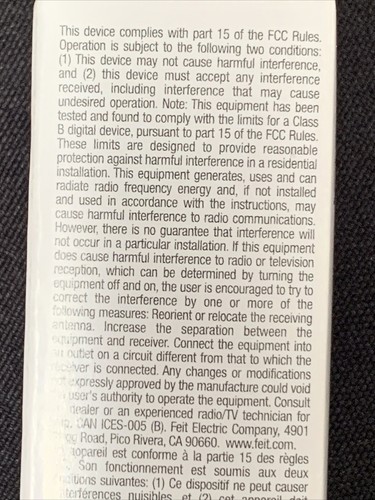 This device complies with part 15 of the FCC Rules.
Operation is subject to the following two conditions:
(1) This device may not cause harmful interference,
and (2) this device must accept any interference
received, including interference that may cause
undesired operation. Note: This equipment has been
tested and found to comply with the limits for a Class
B digital device, pursuant to part 15 of the FCC Rules.
These limits are designed to provide reasonable
protection against harmful interference in a residential
installation. This equipment generates, uses and can
radiate radio frequency energy and, if not installed
and used in accordance with the instructions, may
cause harmful interference to radio communications.
However, there is no guarantee that interference will
not occur in a particular installation. If this equipment
does cause harmful interference to radio or television
reception, which can be determined by turning the
equipment off and on, the user is encouraged to try to
correct the interference by one or more of the
following measures: Reorient or relocate the receiving
antenna. Increase the separation between the
equipment and receiver. Connect the equipment into
outlet on a circuit different from that to which the
receiver is connected. Any changes or modifications
expressly approved by the manufacture could void
user's authority to operate the equipment. Consult
dealer or an experienced radio/TV technician for
CAN ICES-005 (B). Feit Electric Company, 4901
Road, Pico Rivera, CA 90660. www.feit.com.
appareil est conforme à la partie 15 des règles
Son fonctionnement est soumis aux deux
suivantes: (1) Ce dispositif ne peut causer
nuisibles et (2) cet appareil doit